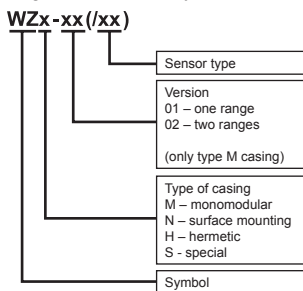 WZx-xx(/xx)
Sensor type
Version
01 – one range
02 – two ranges
(only type M casing)
Type of casing
M – monomodular
N – surface mounting
H – hermetic
S - special
Symbol